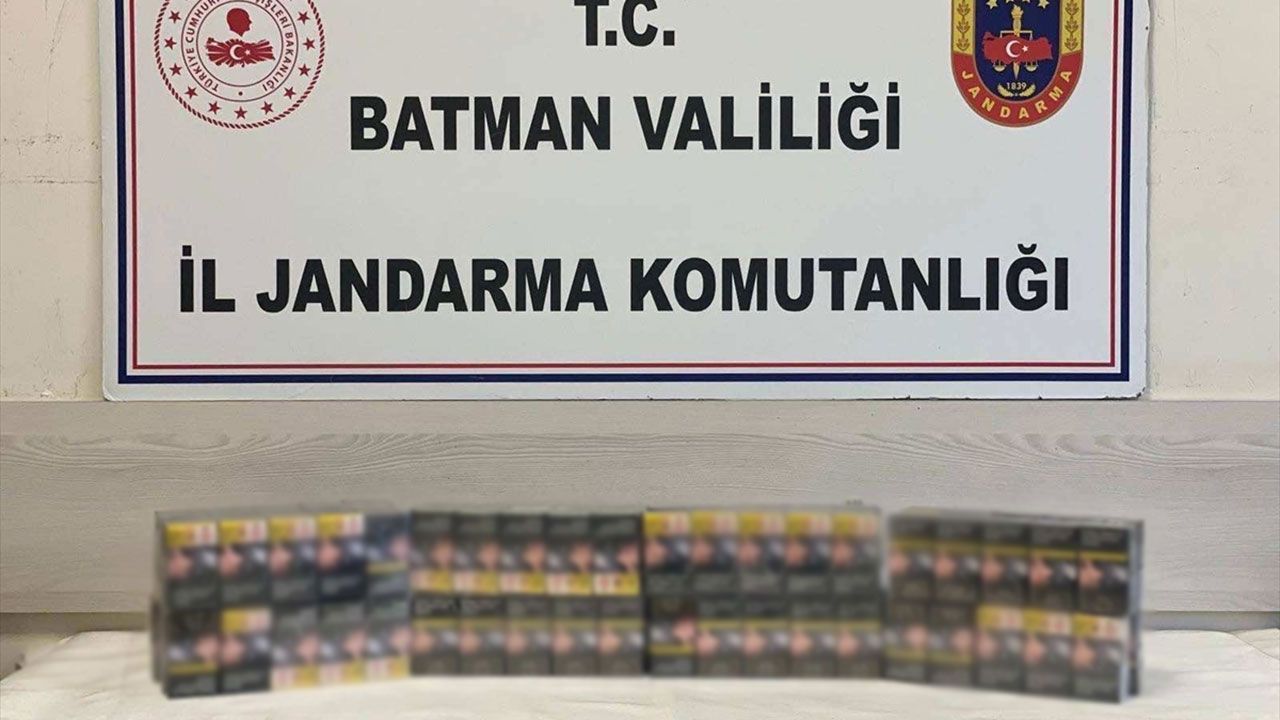 T.C.
BATMAN VALİLİĞİ
İL JANDARMA KOMUTANLIĞI
TÜRKİYE CUMHURİYETİ İÇİŞLERİ BAKANLIĞI
1839
JANDARMA